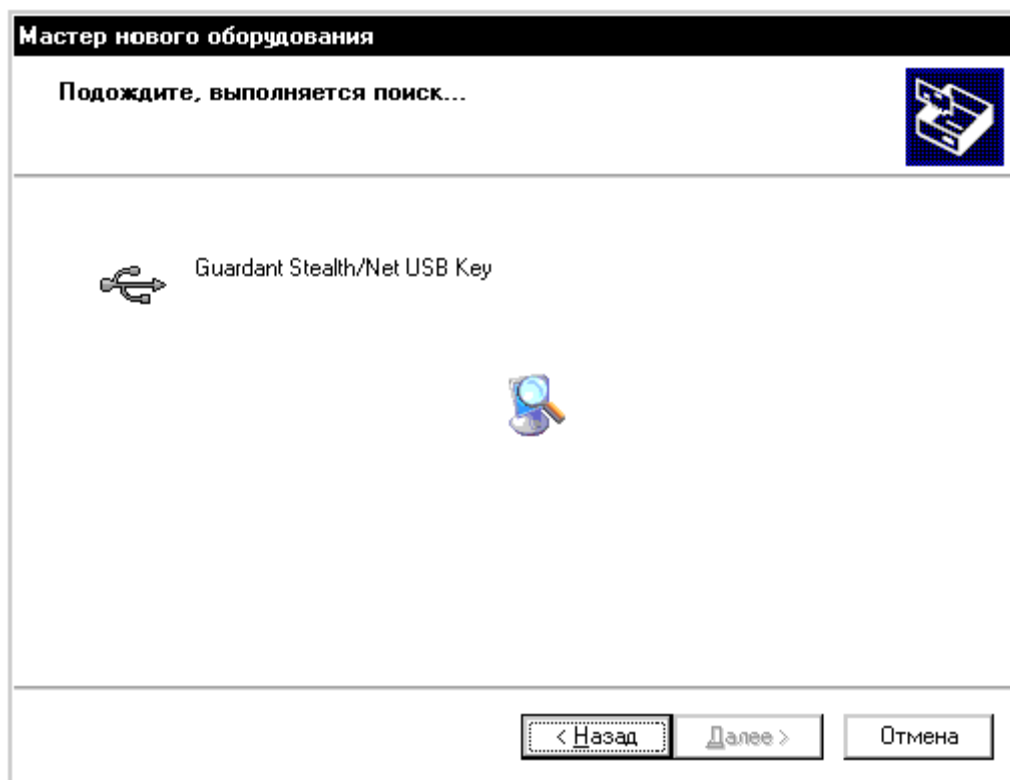 Мастер нового оборудования
Подождите, выполняется поиск...
Guardant Stealth/Net USB Key
< Назад
Далее >
Отмена